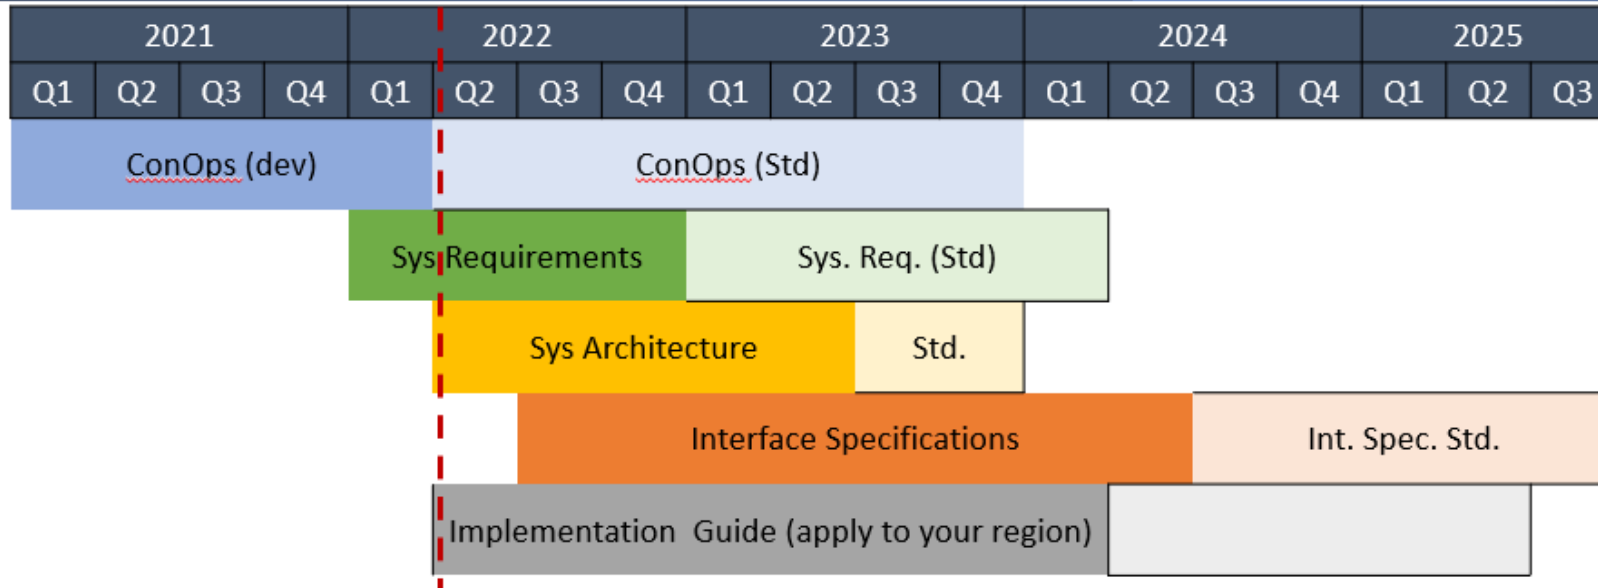 2021 2022 2023 2024 2025
Q1 Q2 Q3 Q4 Q1 Q2 Q3 Q4 Q1 Q2 Q3 Q4 Q1 Q2 Q3 Q4 Q1 Q2 Q3
ConOps (dev) ConOps (Std)
Sys Requirements Sys. Req. (Std)
Sys Architecture Std.
Interface Specifications Int. Spec. Std.
Implementation Guide (apply to your region)